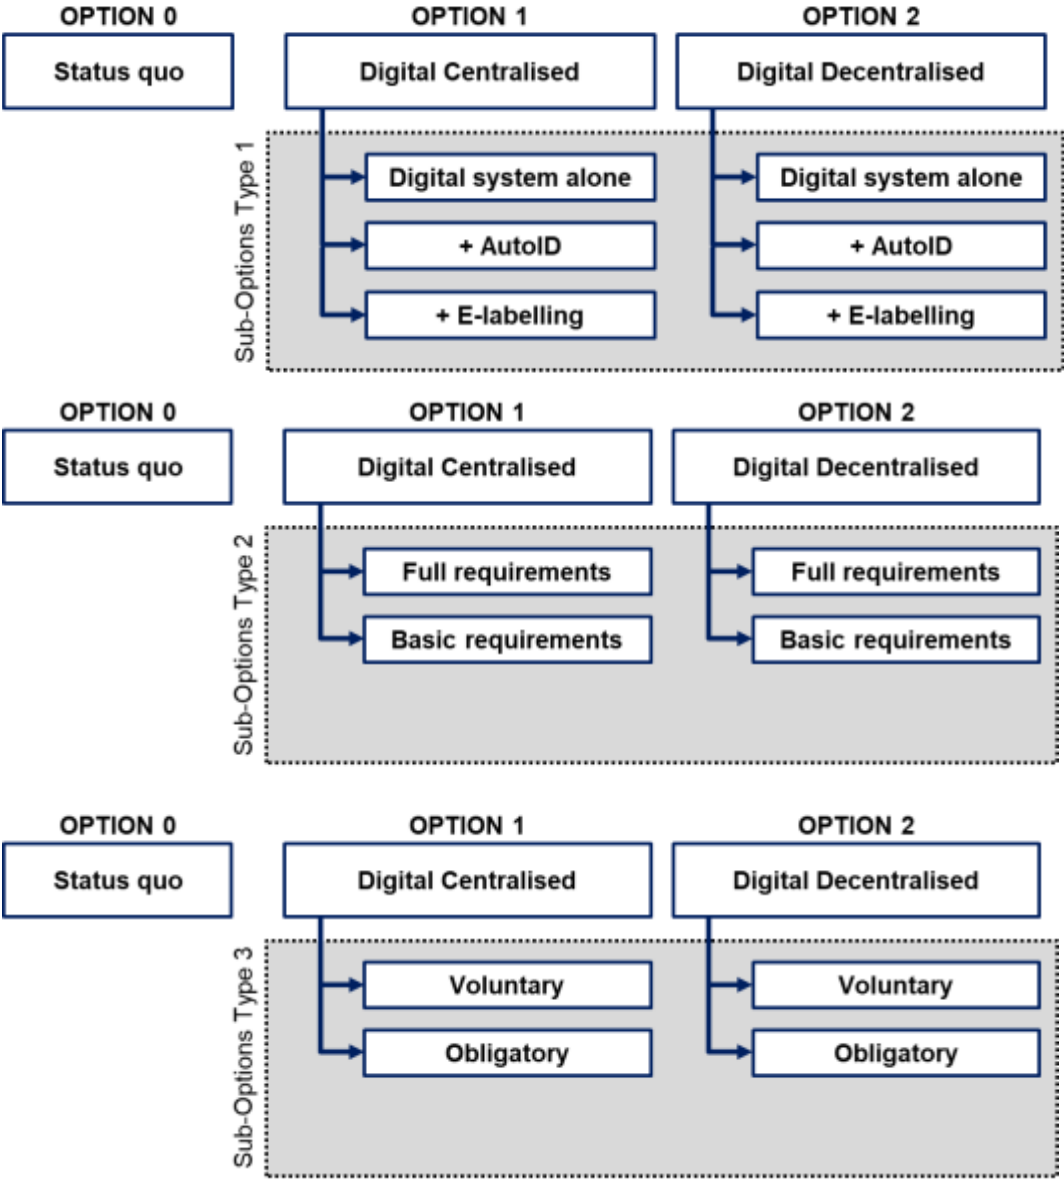 OPTION 0
OPTION 1
OPTION 2
Status quo
Digital Centralised
Digital Decentralised
Sub-Options Type 1
Digital system alone
Digital system alone
+ AutoID
+ AutoID
+ E-labelling
+ E-labelling
OPTION 0
OPTION 1
OPTION 2
Status quo
Digital Centralised
Digital Decentralised
Sub-Options Type 2
Full requirements
Full requirements
Basic requirements
Basic requirements
OPTION 0
OPTION 1
OPTION 2
Status quo
Digital Centralised
Digital Decentralised
Sub-Options Type 3
Voluntary
Voluntary
Obligatory
Obligatory